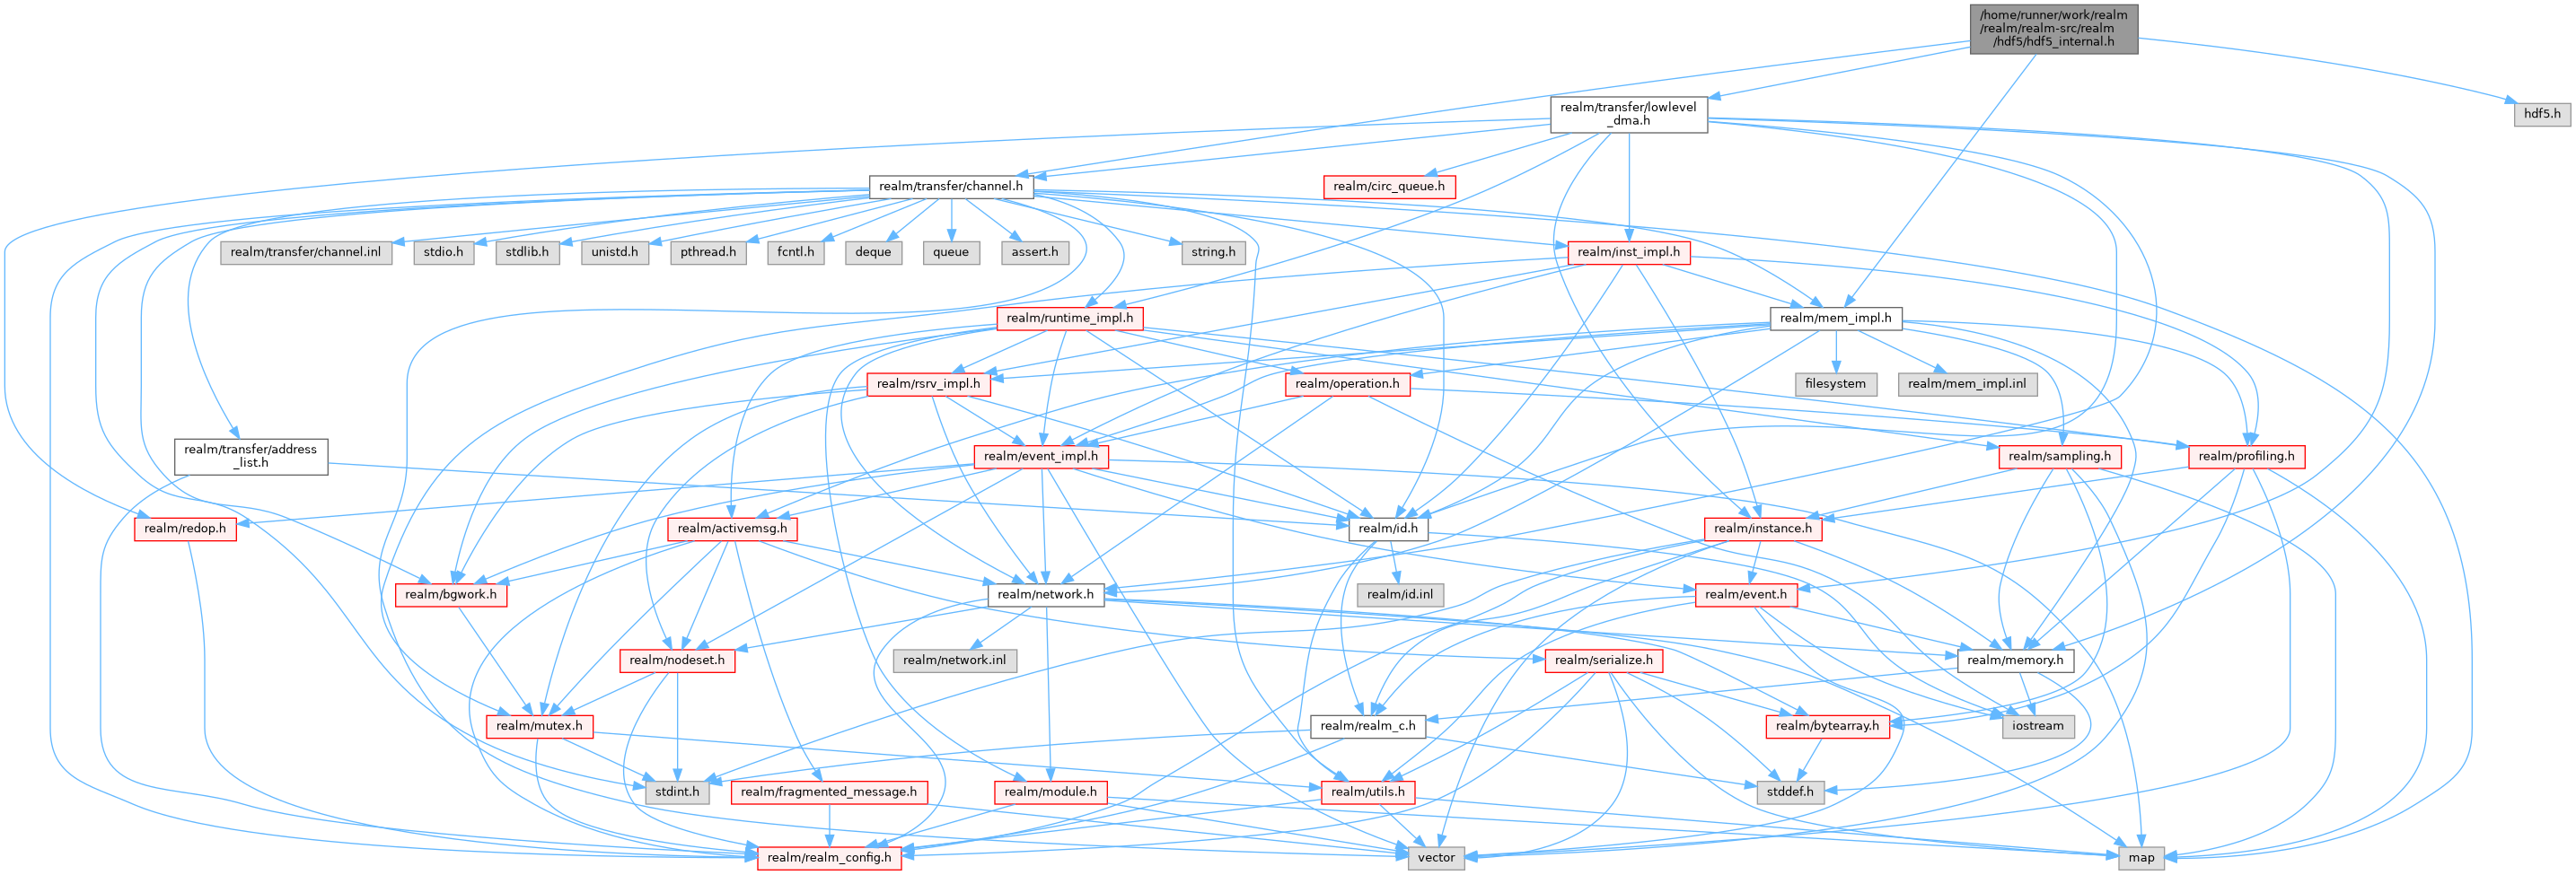 /home/runner/work/realm
/realm/realm-src/realm
/hdf5/hdf5_internal.h
realm/transfer/lowlevel
_dma.h
hdf5.h
realm/transfer/channel.h
realm/circ_queue.h
realm/transfer/channel.inl
stdio.h
stdlib.h
unistd.h
pthread.h
fcntl.h
deque
queue
assert.h
string.h
realm/inst_impl.h
realm/runtime_impl.h
realm/mem_impl.h
realm/rsrv_impl.h
realm/operation.h
filesystem
realm/mem_impl.inl
realm/transfer/address
_list.h
realm/event_impl.h
realm/sampling.h
realm/profiling.h
realm/redop.h
realm/activemsg.h
realm/id.h
realm/instance.h
realm/bgwork.h
realm/network.h
realm/id.inl
realm/event.h
realm/nodeset.h
realm/network.inl
realm/serialize.h
realm/memory.h
realm/mutex.h
realm/realm_c.h
realm/bytearray.h
iostream
stdint.h
realm/fragmented_message.h
realm/module.h
realm/utils.h
stddef.h
realm/realm_config.h
vector
map